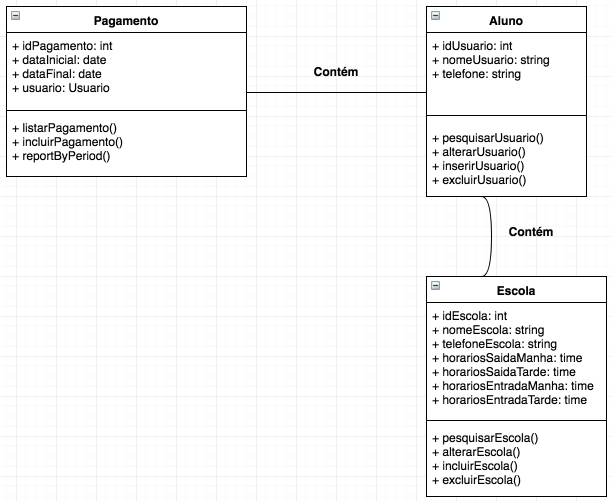 Pagamento
+ idPagamento: int
+ dataInicial: date
+ dataFinal: date
+ usuario: Usuario
+ listarPagamento()
+ incluirPagamento()
+ reportByPeriod()
Contém
Aluno
+ idUsuario: int
+ nomeUsuario: string
+ telefone: string
+ pesquisarUsuario()
+ alterarUsuario()
+ inserirUsuario()
+ excluirUsuario()
Contém
Escola
+ idEscola: int
+ nomeEscola: string
+ telefoneEscola: string
+ horariosSaidaManha: time
+ horariosSaidaTarde: time
+ horariosEntradaManha: time
+ horariosEntradaTarde: time
+ pesquisarEscola()
+ alterarEscola()
+ incluirEscola()
+ excluirEscola()